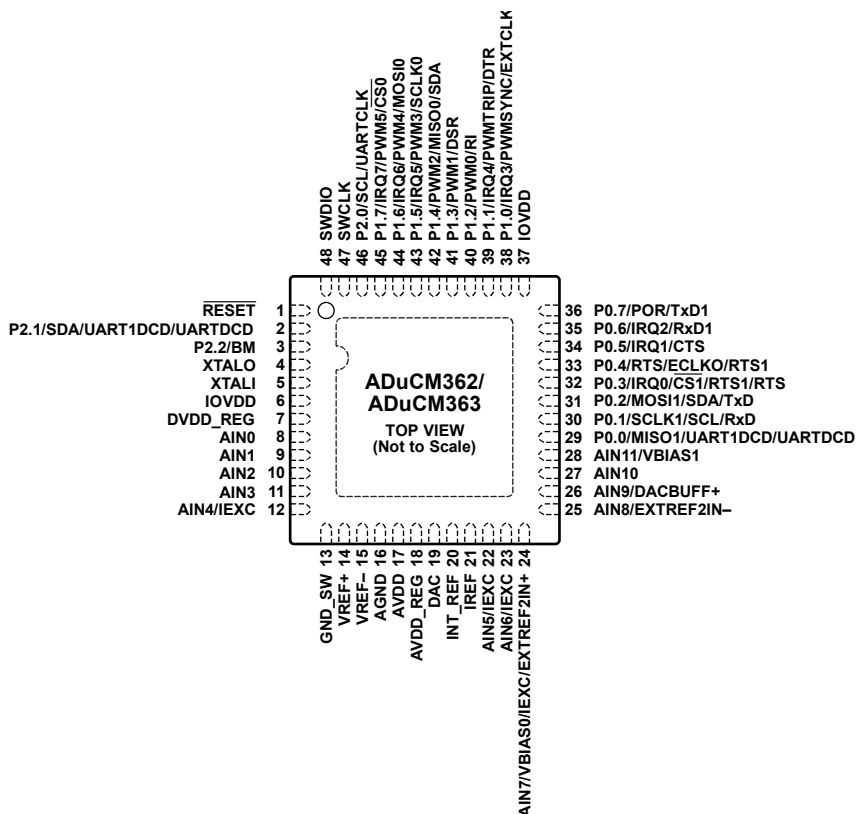 48 SWDIO
47 SWCLK
46 P2.0/SCL/UARTCLK
45 P1.7/IRQ7/PWM5/CS0
44 P1.6/IRQ6/PWM4/MOSI0
43 P1.5/IRQ5/PWM3/SCLK0
42 P1.4/PWM2/MISO0/SDA
41 P1.3/PWM1/DSR
40 P1.2/PWM0/RI
39 P1.1/IRQ4/PWMTRIP/DTR
38 P1.0/IRQ3/PWMSYNC/EXTCLK
37 IOVDD
RESET 1
P2.1/SDA/UART1DCD/UARTDCD 2
P2.2/BM 3
XTALO 4
XTALI 5
IOVDD 6
DVDD_REG 7
AIN0 8
AIN1 9
AIN2 10
AIN3 11
AIN4/IEXC 12
ADuCM362/
ADuCM363
TOP VIEW
(Not to Scale)
36 P0.7/POR/TxD1
35 P0.6/IRQ2/RxD1
34 P0.5/IRQ1/CTS
33 P0.4/RTS/ECLKO/RTS1
32 P0.3/IRQ0/CS1/RTS1/RTS
31 P0.2/MOSI1/SDA/TxD
30 P0.1/SCLK1/SCL/RxD
29 P0.0/MISO1/UART1DCD/UARTDCD
28 AIN11/VBIAS1
27 AIN10
26 AIN9/DACBUFF+
25 AIN8/EXTREF2IN–
GND_SW 13
VREF+ 14
VREF– 15
AGND 16
AVDD 17
AVDD_REG 18
DAC 19
INT_REF 20
IREF 21
AIN5/IEXC 22
AIN6/IEXC 23
AIN7/VBIAS0/IEXC/EXTREF2IN+ 24